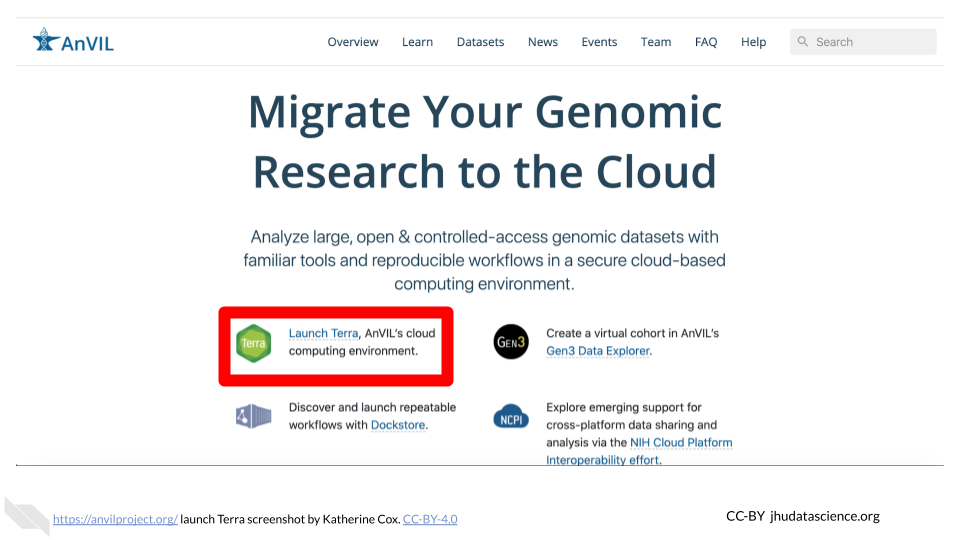 AnVIL
Overview Learn Datasets News Events Team FAQ Help Search
Migrate Your Genomic
Research to the Cloud
Analyze large, open & controlled-access genomic datasets with
familiar tools and reproducible workflows in a secure cloud-based
computing environment.
Terra
Launch Terra, AnVIL's cloud
computing environment.
GEN3
Create a virtual cohort in AnVIL's
Gen3 Data Explorer.
Discover and launch repeatable
workflows with Dockstore.
NCPI
Explore emerging support for
cross-platform data sharing and
analysis via the NIH Cloud Platform
Interoperability effort.
https://anvilproject.org/ launch Terra screenshot by Katherine Cox. CC-BY-4.0
CC-BY jhudatascience.org